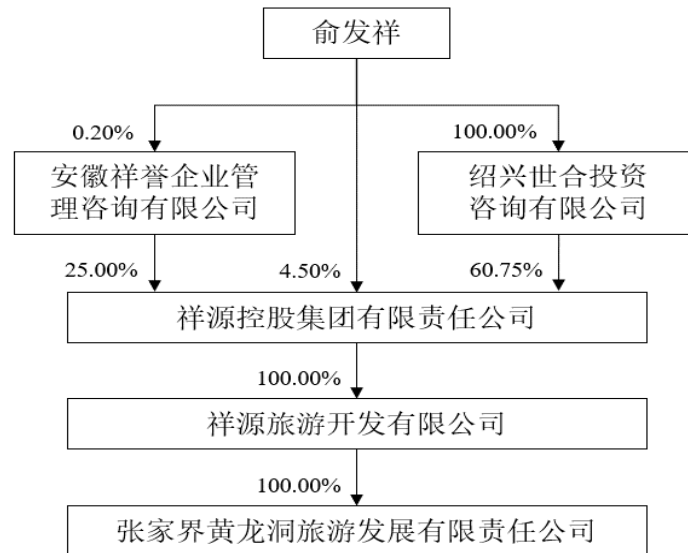 俞发祥
0.20%
100.00%
安徽祥誉企业管
理咨询有限公司
绍兴世合投资
咨询有限公司
25.00%
4.50%
60.75%
祥源控股集团有限责任公司
100.00%
祥源旅游开发有限公司
100.00%
张家界黄龙洞旅游发展有限责任公司